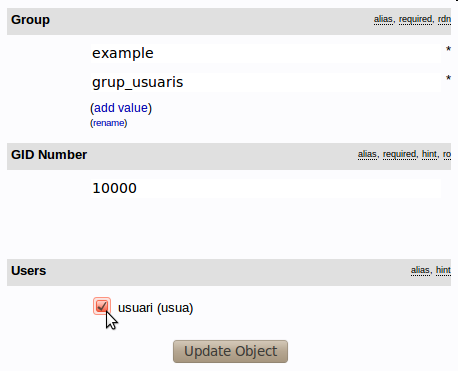 Group alias, required, rdn
example *
grup_usuaris *
(add value)
(rename)
GID Number alias, required, hint, ro
10000
Users alias, hint
usuari (usua)
Update Object